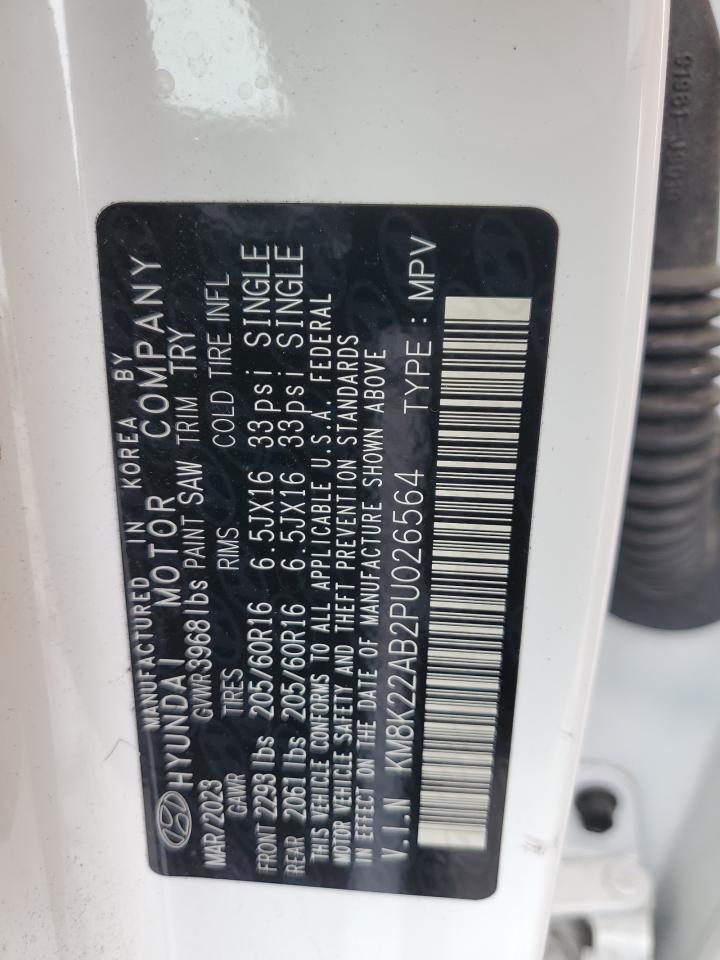 MANUFACTURED IN KOREA BY
HYUNDAI MOTOR COMPANY
MAR/2023 GVWR 3968 lbs PAINT SAW TRIM TRY
GAWR TIRES RIMS COLD TIRE INFL
FRONT 2293 lbs 205/60R16 6.5JX16 33psi SINGLE
REAR 2061 lbs 205/60R16 6.5JX16 33psi SINGLE
THIS VEHICLE CONFORMS TO ALL APPLICABLE U.S.A. FEDERAL
MOTOR VEHICLE SAFETY AND THEFT PREVENTION STANDARDS
IN EFFECT ON THE DATE OF MANUFACTURE SHOWN ABOVE
V.I.N KM8K22AB2PU026564 TYPE : MPV